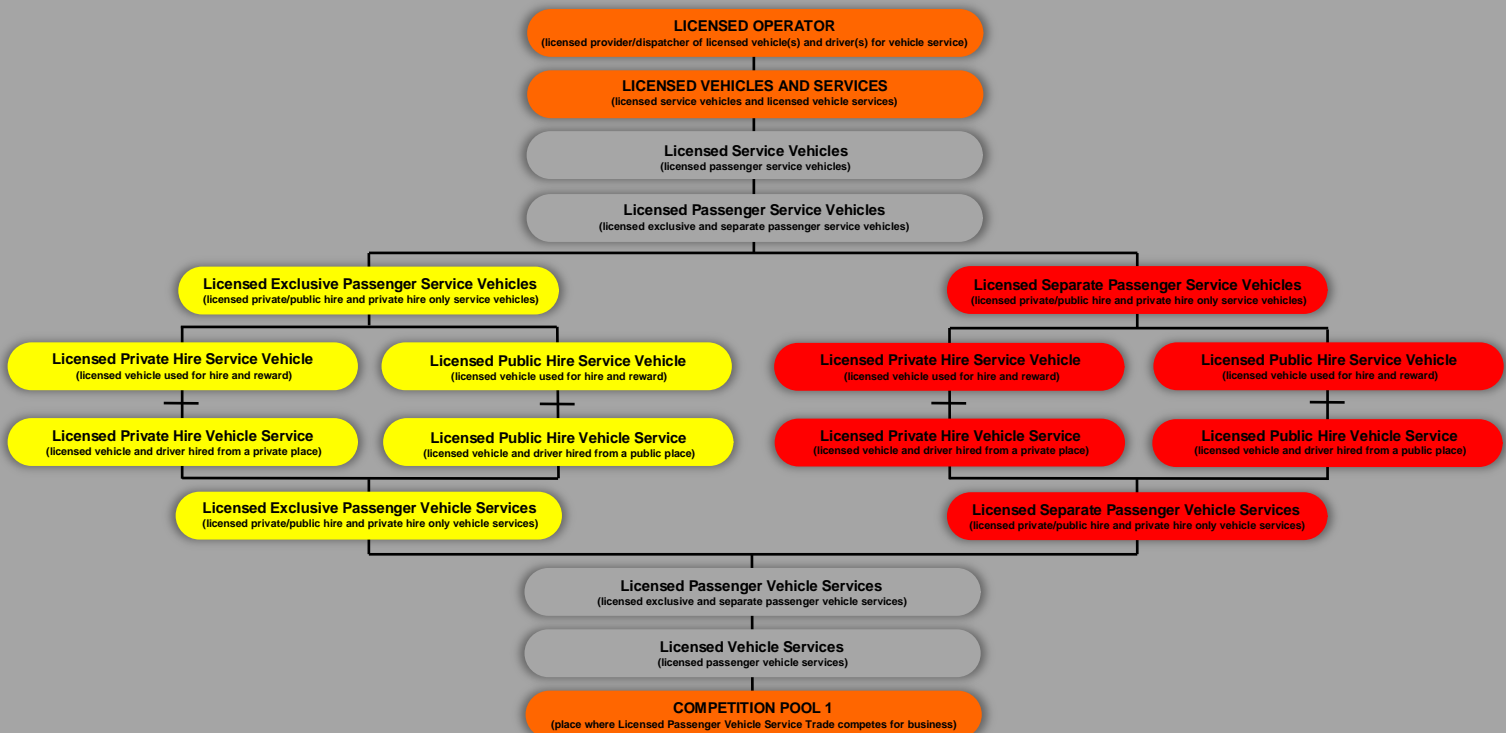 LICENSED OPERATOR
(licensed provider/dispatcher of licensed vehicle(s) and driver(s) for vehicle service)
LICENSED VEHICLES AND SERVICES
(licensed service vehicles and licensed vehicle services)
Licensed Service Vehicles
(licensed passenger service vehicles)
Licensed Passenger Service Vehicles
(licensed exclusive and separate passenger service vehicles)
Licensed Exclusive Passenger Service Vehicles
(licensed private/public hire and private hire only service vehicles)
Licensed Separate Passenger Service Vehicles
(licensed private/public hire and private hire only service vehicles)
Licensed Private Hire Service Vehicle
(licensed vehicle used for hire and reward)
Licensed Public Hire Service Vehicle
(licensed vehicle used for hire and reward)
Licensed Private Hire Service Vehicle
(licensed vehicle used for hire and reward)
Licensed Public Hire Service Vehicle
(licensed vehicle used for hire and reward)
Licensed Private Hire Vehicle Service
(licensed vehicle and driver hired from a private place)
Licensed Public Hire Vehicle Service
(licensed vehicle and driver hired from a public place)
Licensed Private Hire Vehicle Service
(licensed vehicle and driver hired from a private place)
Licensed Public Hire Vehicle Service
(licensed vehicle and driver hired from a public place)
Licensed Exclusive Passenger Vehicle Services
(licensed private/public hire and private hire only vehicle services)
Licensed Separate Passenger Vehicle Services
(licensed private/public hire and private hire only vehicle services)
Licensed Passenger Vehicle Services
(licensed exclusive and separate passenger vehicle services)
Licensed Vehicle Services
(licensed passenger vehicle services)
COMPETITION POOL 1
(place where Licensed Passenger Vehicle Service Trade competes for business)